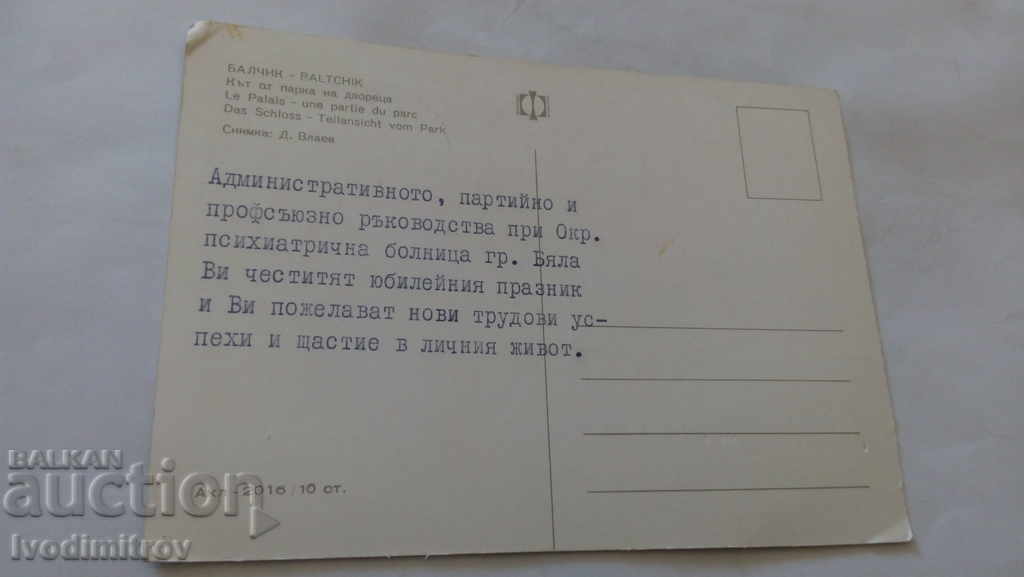 БАЛЧИК – BALTCHIK
Кът от парка на двореца
Le Palais – une partie du parc
Das Schloss – Teilansicht vom Park
Снимка: Д. Влаев
Административното, партийно и
профсъюзно ръководства при Окр.
психиатрична болница гр. Бяла
Ви честитят юбилейния празник
и Ви пожелават нови трудови ус-
пехи и щастие в личния живот.
Акл – 2016 / 10 ст.
BALKAN
auction
Ivodimitrov